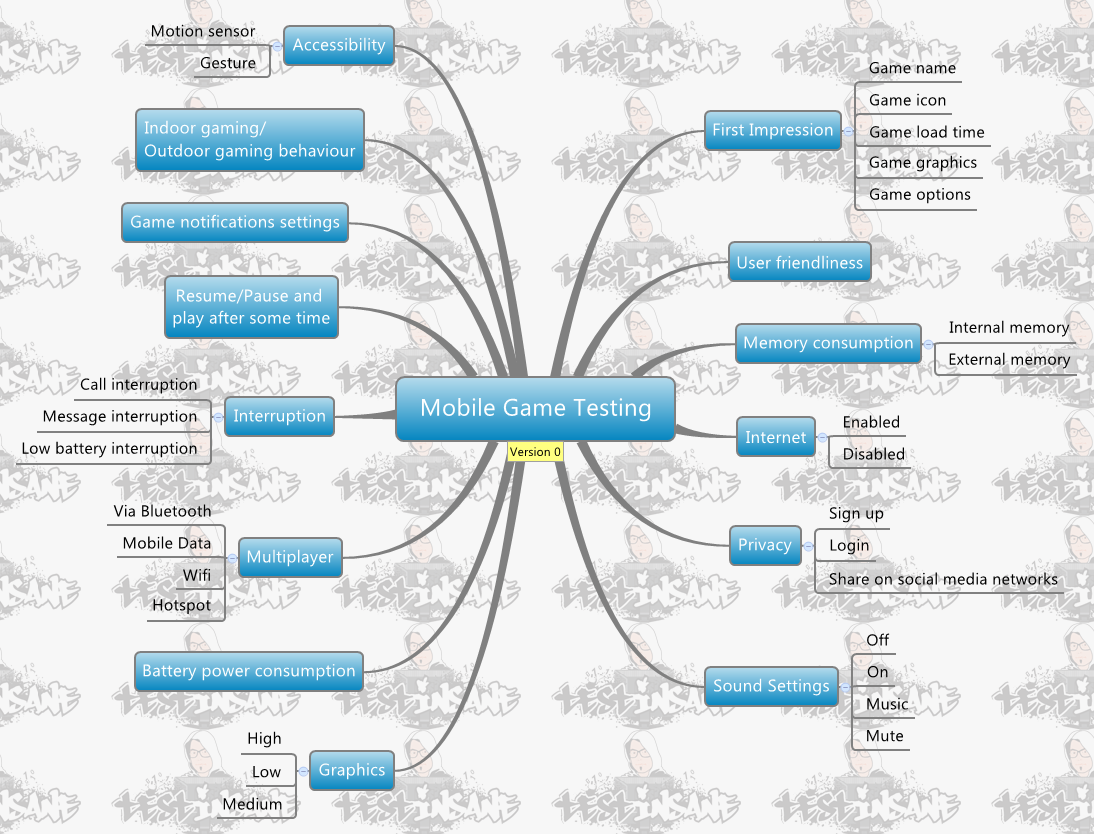 Mobile Game Testing
Version 0
First Impression
Game name
Game icon
Game load time
Game graphics
Game options
User friendliness
Memory consumption
Internal memory
External memory
Internet
Enabled
Disabled
Privacy
Sign up
Login
Share on social media networks
Sound Settings
Off
On
Music
Mute
Accessibility
Motion sensor
Gesture
Indoor gaming/
Outdoor gaming behaviour
Game notifications settings
Resume/Pause and
play after some time
Interruption
Call interruption
Message interruption
Low battery interruption
Multiplayer
Via Bluetooth
Mobile Data
Wifi
Hotspot
Battery power consumption
Graphics
High
Low
Medium
TESTINSANE